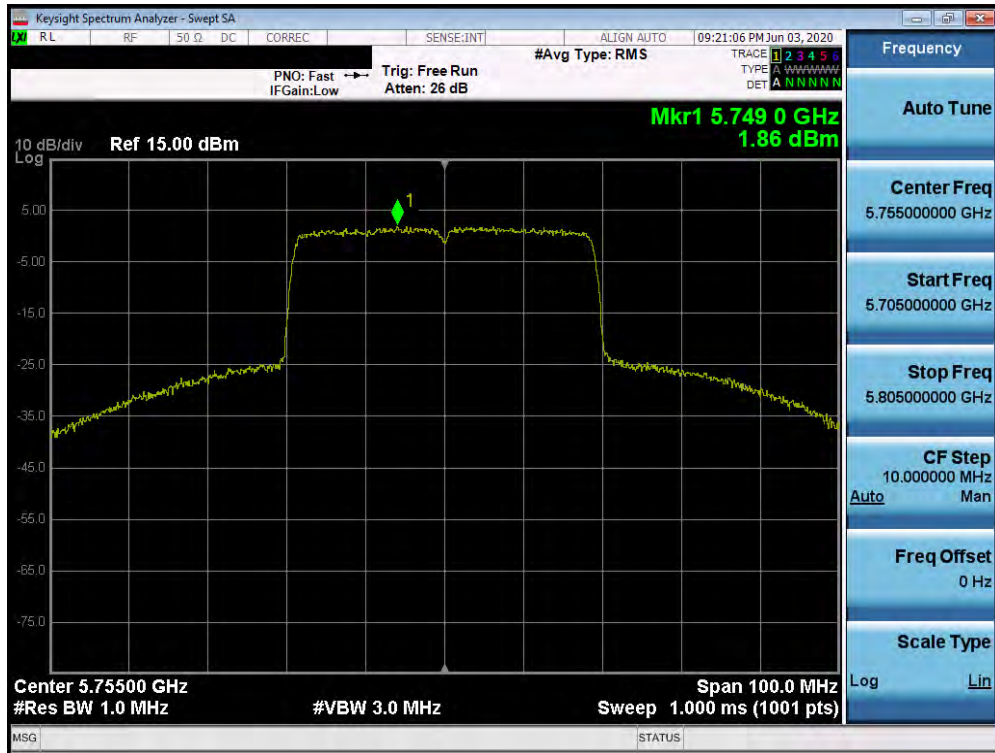 Keysight Spectrum Analyzer - Swept SA
LXI RL RF 50 Ω DC CORREC SENSE:INT ALIGN AUTO 09:21:06 PM Jun 03, 2020
#Avg Type: RMS TRACE 1 2 3 4 5 6
PNO: Fast Trig: Free Run TYPE A WWWWW
IFGain:Low Atten: 26 dB DET A N N N N N
Mkr1 5.749 0 GHz
10 dB/div Ref 15.00 dBm 1.86 dBm
Log
1
5.00
-5.00
-15.0
-25.0
-35.0
-45.0
-55.0
-65.0
-75.0
Center 5.75500 GHz Span 100.0 MHz
#Res BW 1.0 MHz #VBW 3.0 MHz Sweep 1.000 ms (1001 pts)
MSG STATUS
Frequency
Auto Tune
Center Freq
5.755000000 GHz
Start Freq
5.705000000 GHz
Stop Freq
5.805000000 GHz
CF Step
10.000000 MHz
Auto Man
Freq Offset
0 Hz
Scale Type
Log Lin